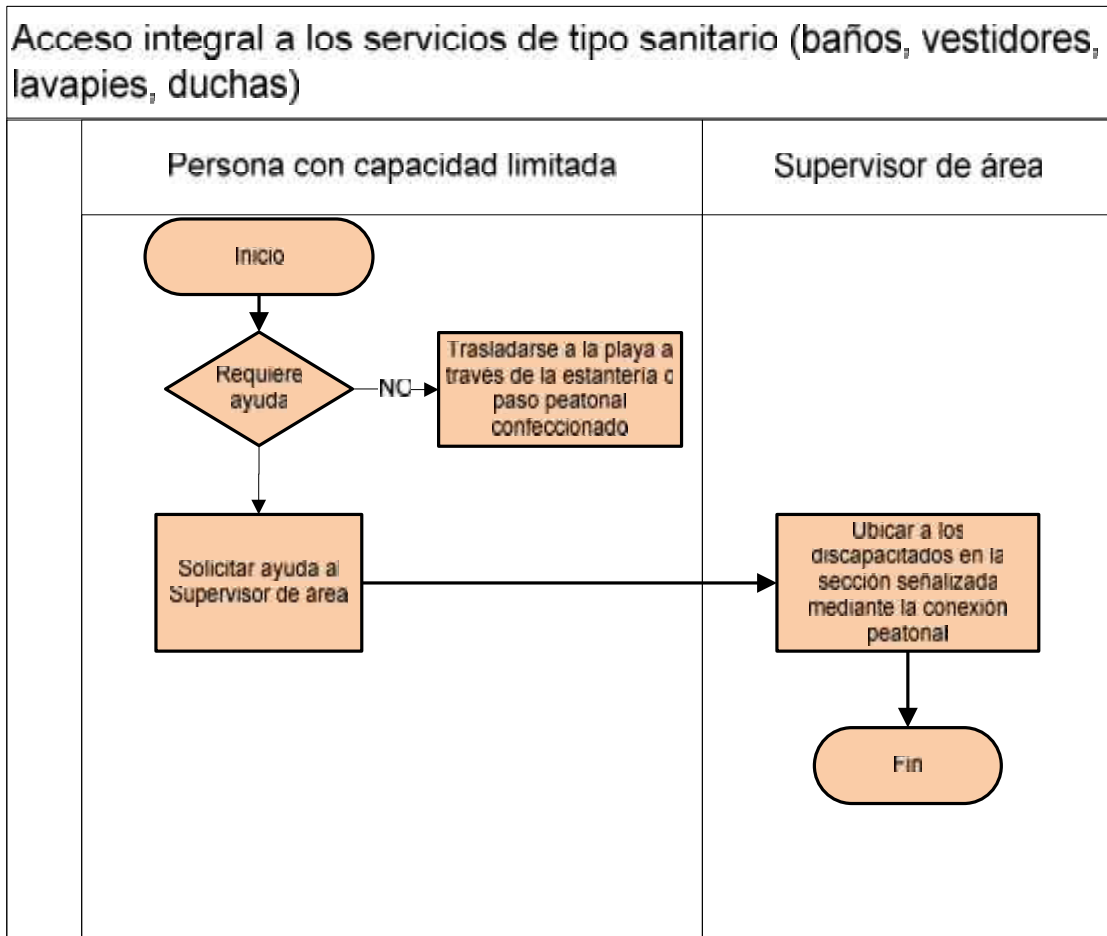 Acceso integral a los servicios de tipo sanitario (baños, vestidores,
lavapies, duchas)
Persona con capacidad limitada
Supervisor de área
Inicio
Requiere
ayuda
NO
Trasladarse a la playa a
través de la estantería o
paso peatonal
confeccionado
Solicitar ayuda al
Supervisor de área
Ubicar a los
discapacitados en la
sección señalizada
mediante la conexión
peatonal
Fin